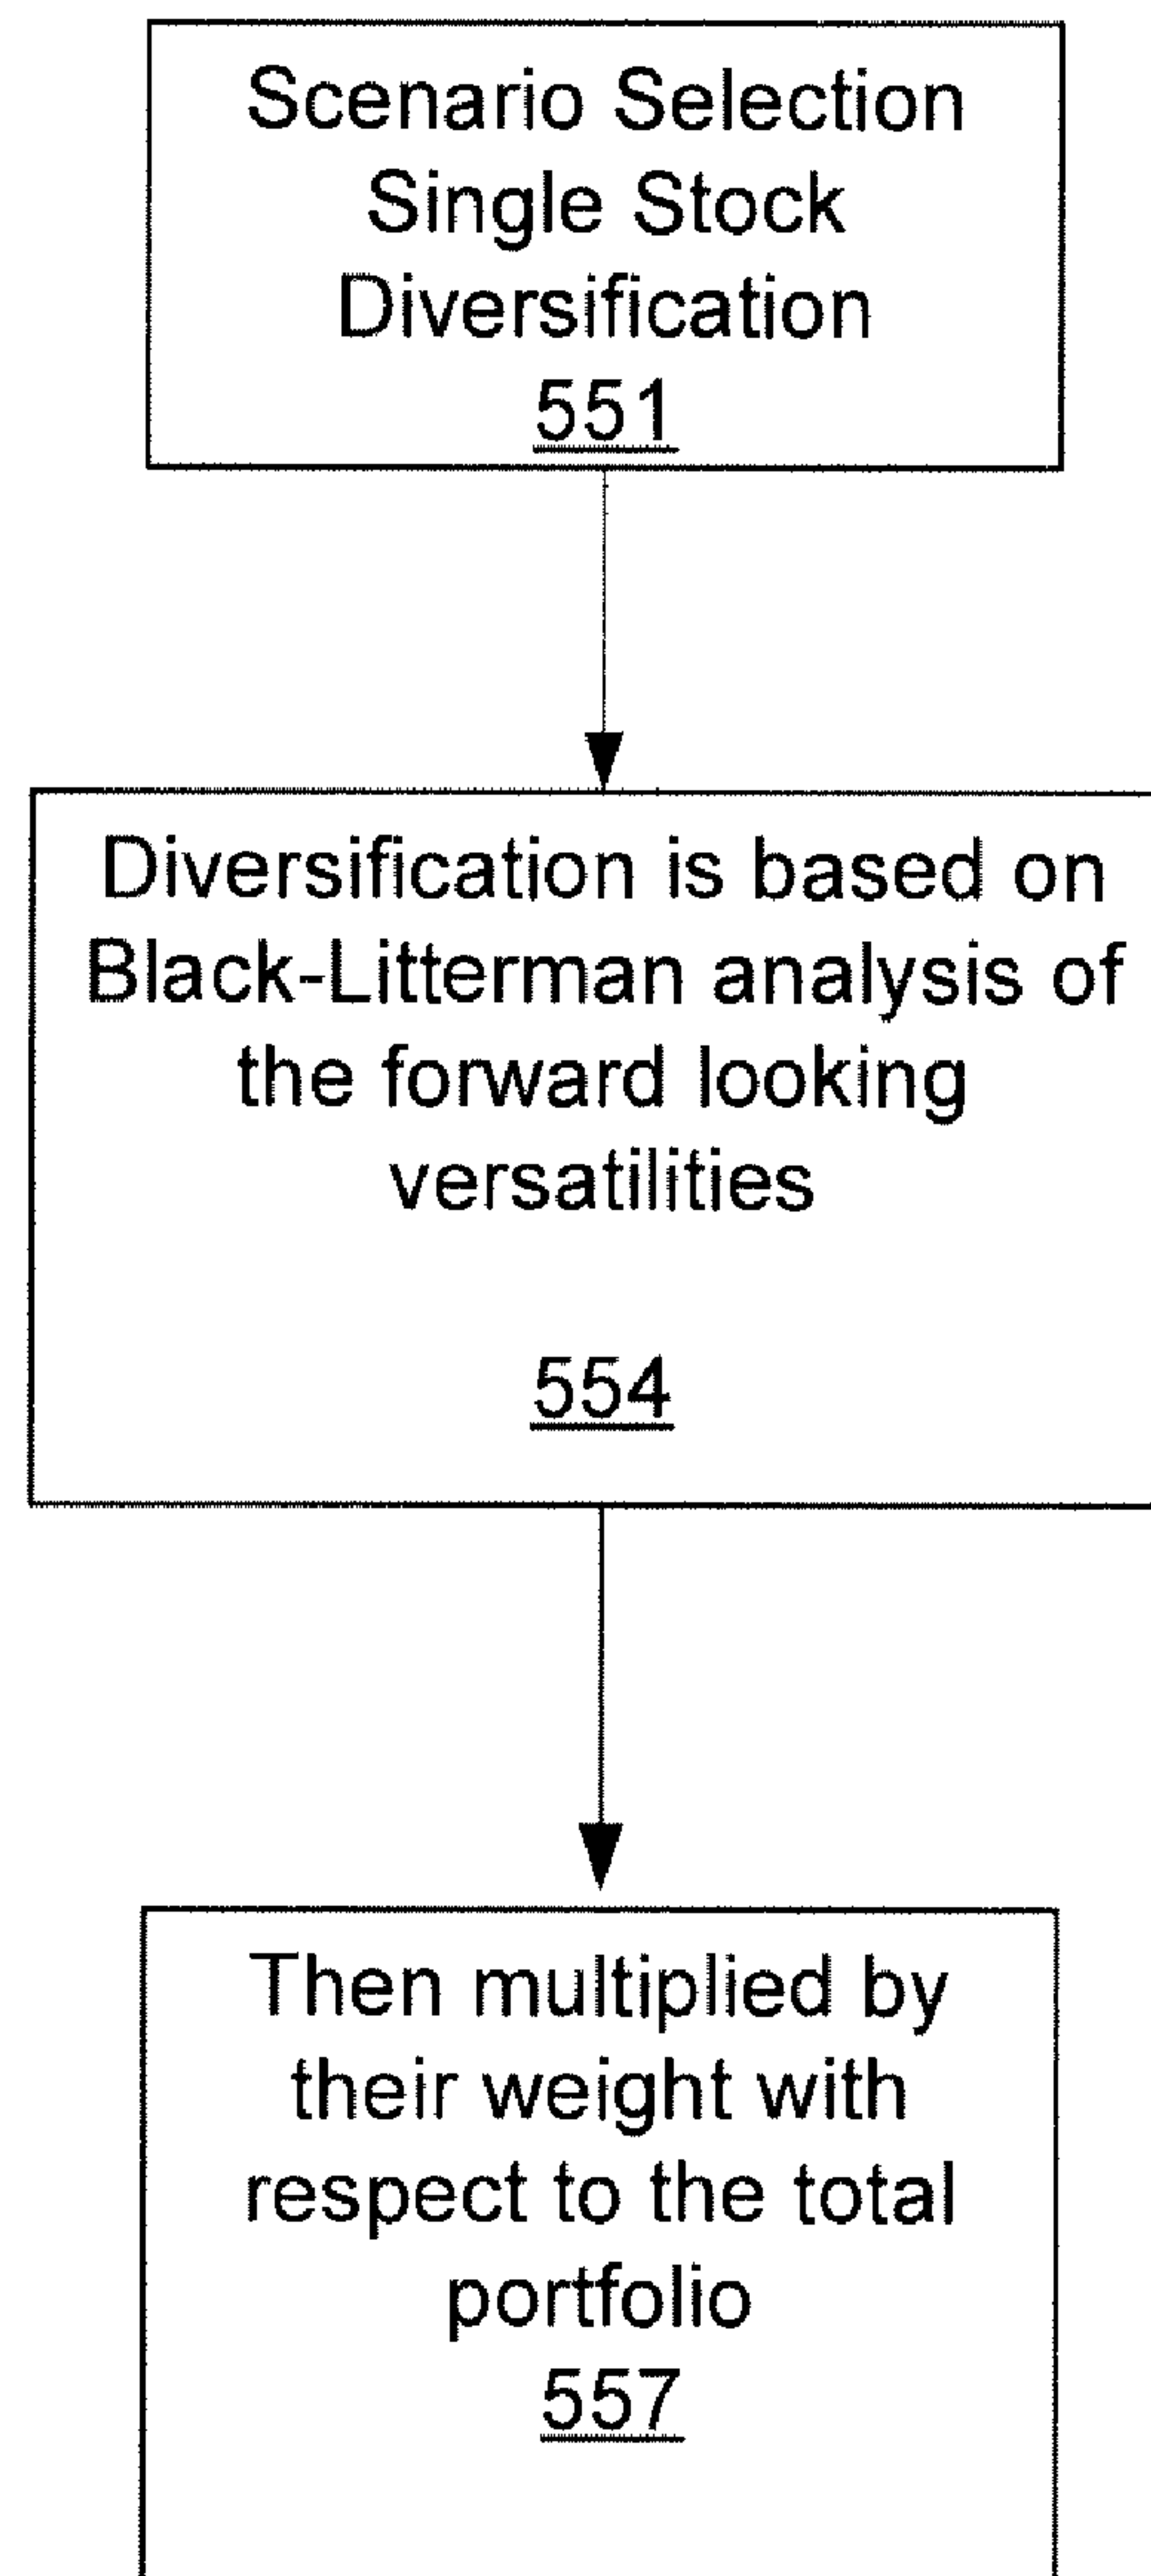 Scenario Selection
Single Stock
Diversification
551
Diversification is based on
Black-Litterman analysis of
the forward looking
versatilities
554
Then multiplied by
their weight with
respect to the total
portfolio
557